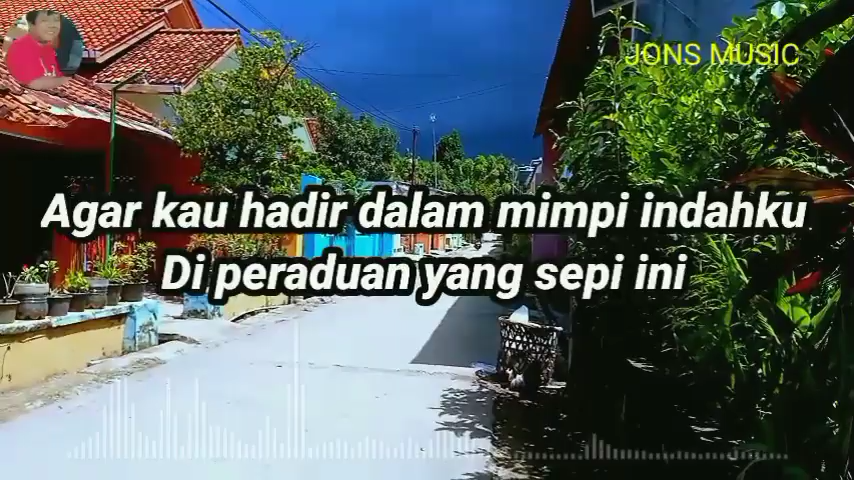 JONS MUSIC
Agar kau hadir dalam mimpi indahku
Di peraduan yang sepi ini